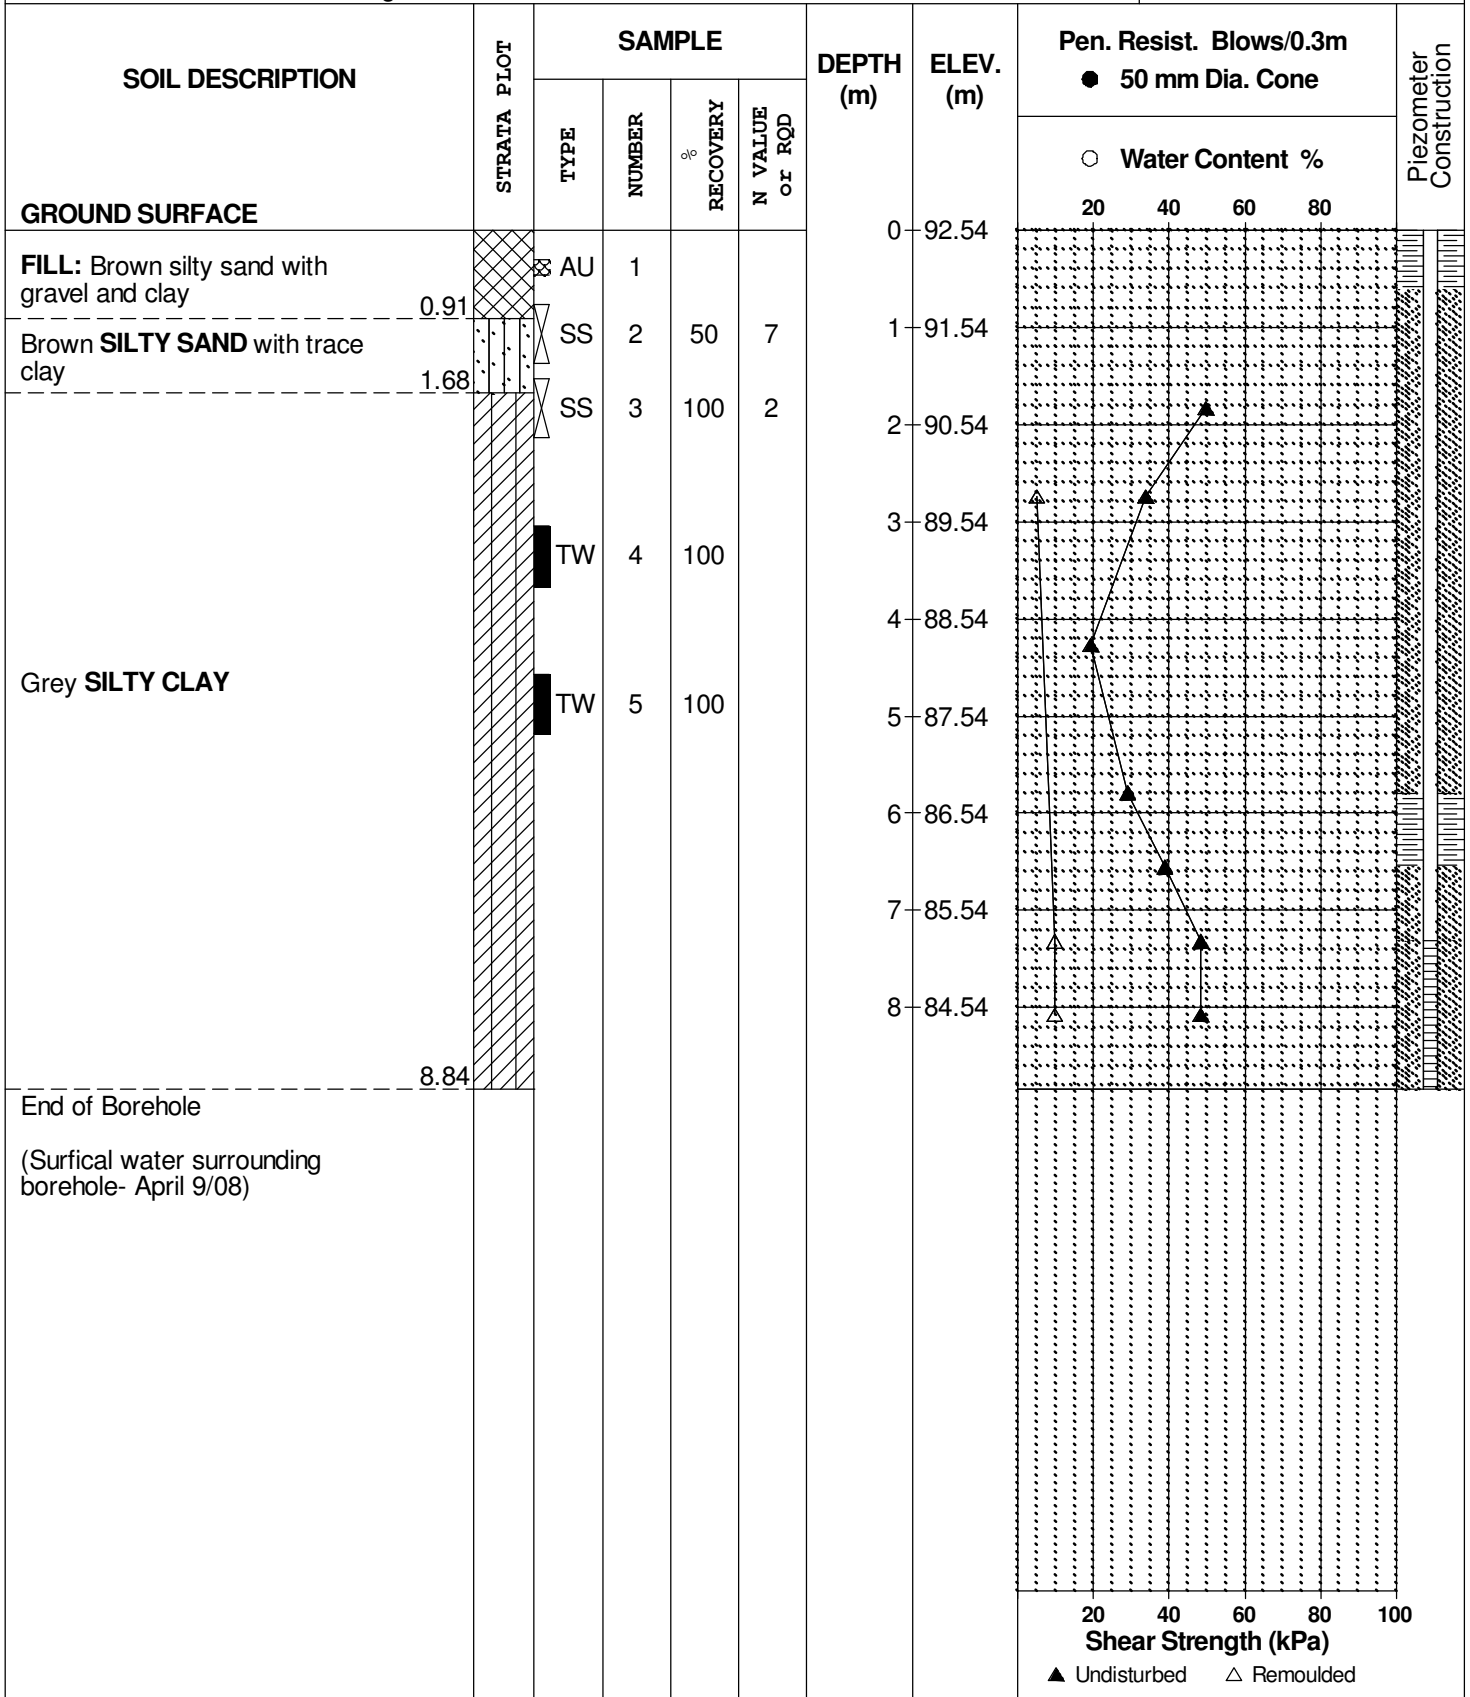 SOIL DESCRIPTION
GROUND SURFACE
STRATA PLOT
SAMPLE
TYPE
NUMBER
%
RECOVERY
N VALUE
or RQD
DEPTH
(m)
ELEV.
(m)
Pen. Resist. Blows/0.3m
● 50 mm Dia. Cone
○ Water Content %
20 40 60 80
Piezometer
Construction
FILL: Brown silty sand with
gravel and clay
0.91
Brown SILTY SAND with trace
clay
1.68
Grey SILTY CLAY
8.84
End of Borehole
(Surfical water surrounding
borehole- April 9/08)
AU 1
SS 2 50 7
SS 3 100 2
TW 4 100
TW 5 100
0 92.54
1 91.54
2 90.54
3 89.54
4 88.54
5 87.54
6 86.54
7 85.54
8 84.54
20 40 60 80 100
Shear Strength (kPa)
▲ Undisturbed △ Remoulded